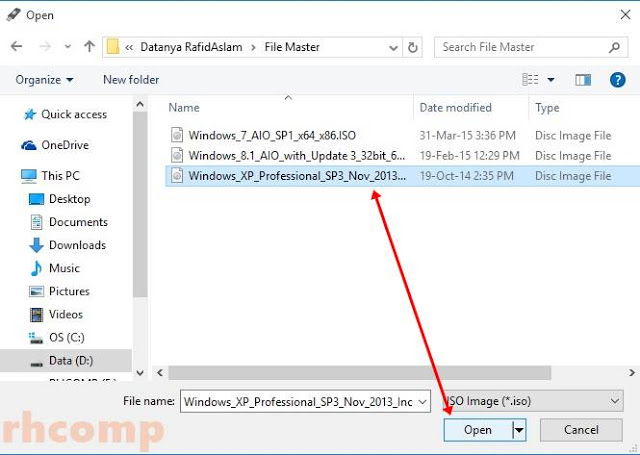 Open
« Datanya RafidAslam File Master Search File Master
Organize New folder
Name Date modified Type
Quick access
OneDrive
This PC
Desktop
Documents
Downloads
Music
Pictures
Videos
OS (C:)
Data (D:)
Windows_7_AIO_SP1_x64_x86.ISO 31-Mar-15 3:36 PM Disc Image File
Windows_8.1_AIO_with_Update 3_32bit_6... 19-Feb-15 12:29 PM Disc Image File
Windows_XP_Professional_SP3_Nov_2013... 19-Oct-14 2:35 PM Disc Image File
File name: Windows_XP_Professional_SP3_Nov_2013_Inc ISO Image (*.iso)
Open Cancel
rhcomp